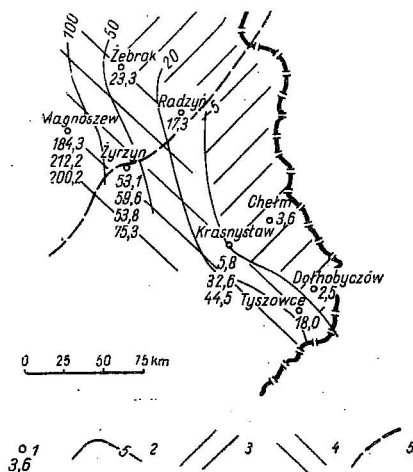 100
50
Żebrak
23,3
20
Radzyń
17,3
5
Magnoszew
184,3
212,2
200,2
Żyrzyn
53,1
59,6
53,8
75,3
Chełm
3,6
Krasnystaw
5,8
32,6
44,5
Dołhobyczów
2,5
Tyszowce
18,0
0 25 50 75 km
1 5 2 3 4 5
3,6